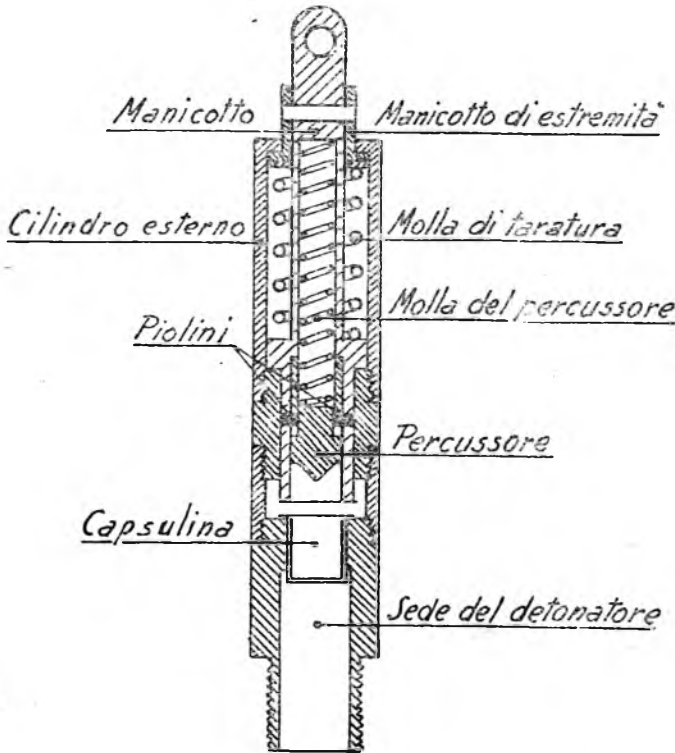 Manicotto
Manicotto di estremità
Cilindro esterno
Molla di taratura
Molla del percussore
Piolini
Percussore
Capsulina
Sede del detonatore